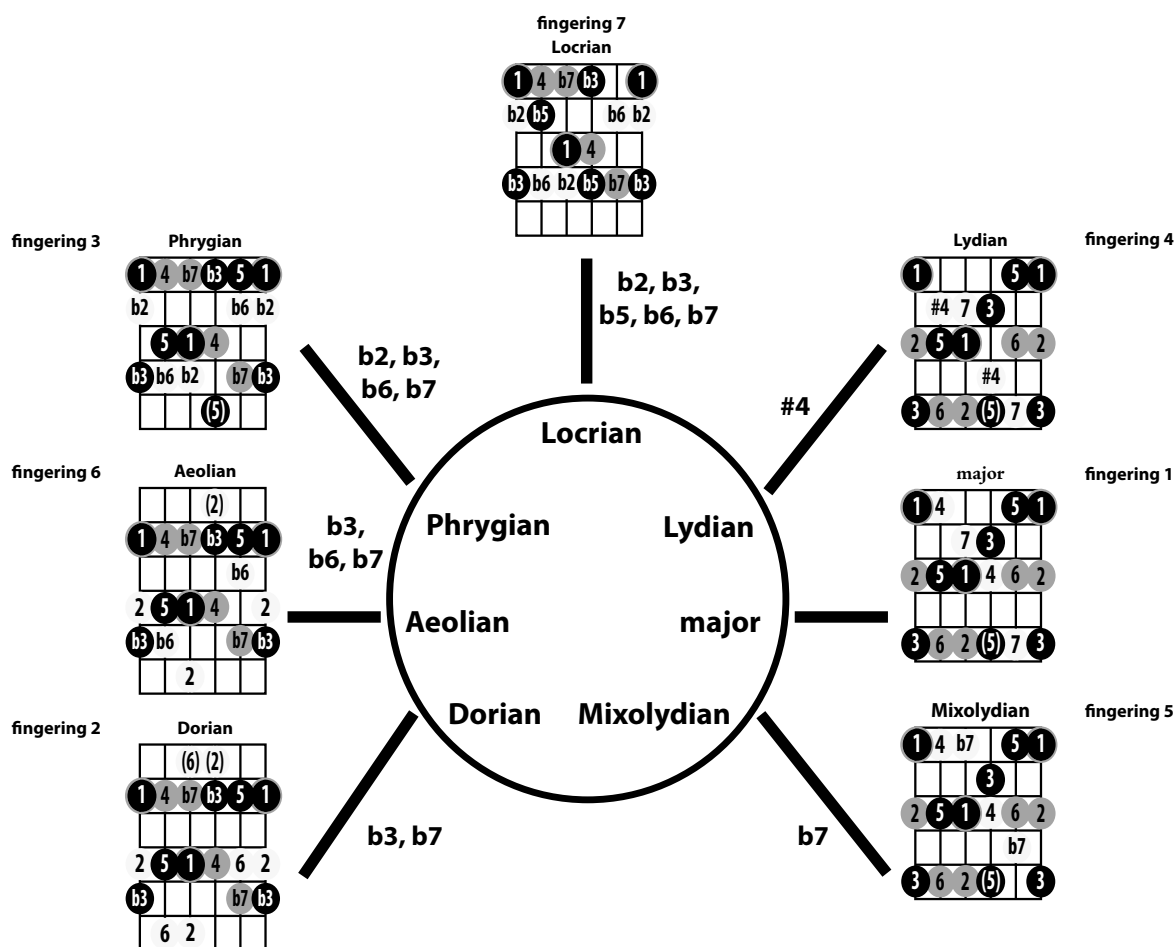 fingering 7
Locrian
1 4 b7 b3 1
b2 b5 b6 b2
1 4
b3 b6 b2 b5 b7 b3
fingering 3
Phrygian
1 4 b7 b3 5 1
b2 b6 b2
5 1 4
b3 b6 b2 b7 b3
(5)
b2, b3,
b6, b7
b2, b3,
b5, b6, b7
Lydian
fingering 4
1 5 1
#4 7 3
2 5 1 6 2
#4
3 6 2 (5) 7 3
#4
fingering 6
Aeolian
(2)
1 4 b7 b3 5 1
b6
2 5 1 4 2
b3 b6 b7 b3
2
b3,
b6, b7
major
fingering 1
1 4 5 1
7 3
2 5 1 4 6 2
3 6 2 (5) 7 3
Locrian
Phrygian
Lydian
Aeolian
major
Dorian
Mixolydian
fingering 2
Dorian
(6) (2)
1 4 b7 b3 5 1
2 5 1 4 6 2
b3 b7 b3
6 2
b3, b7
Mixolydian
fingering 5
1 4 b7 5 1
3
2 5 1 4 6 2
b7
3 6 2 (5) 3
b7